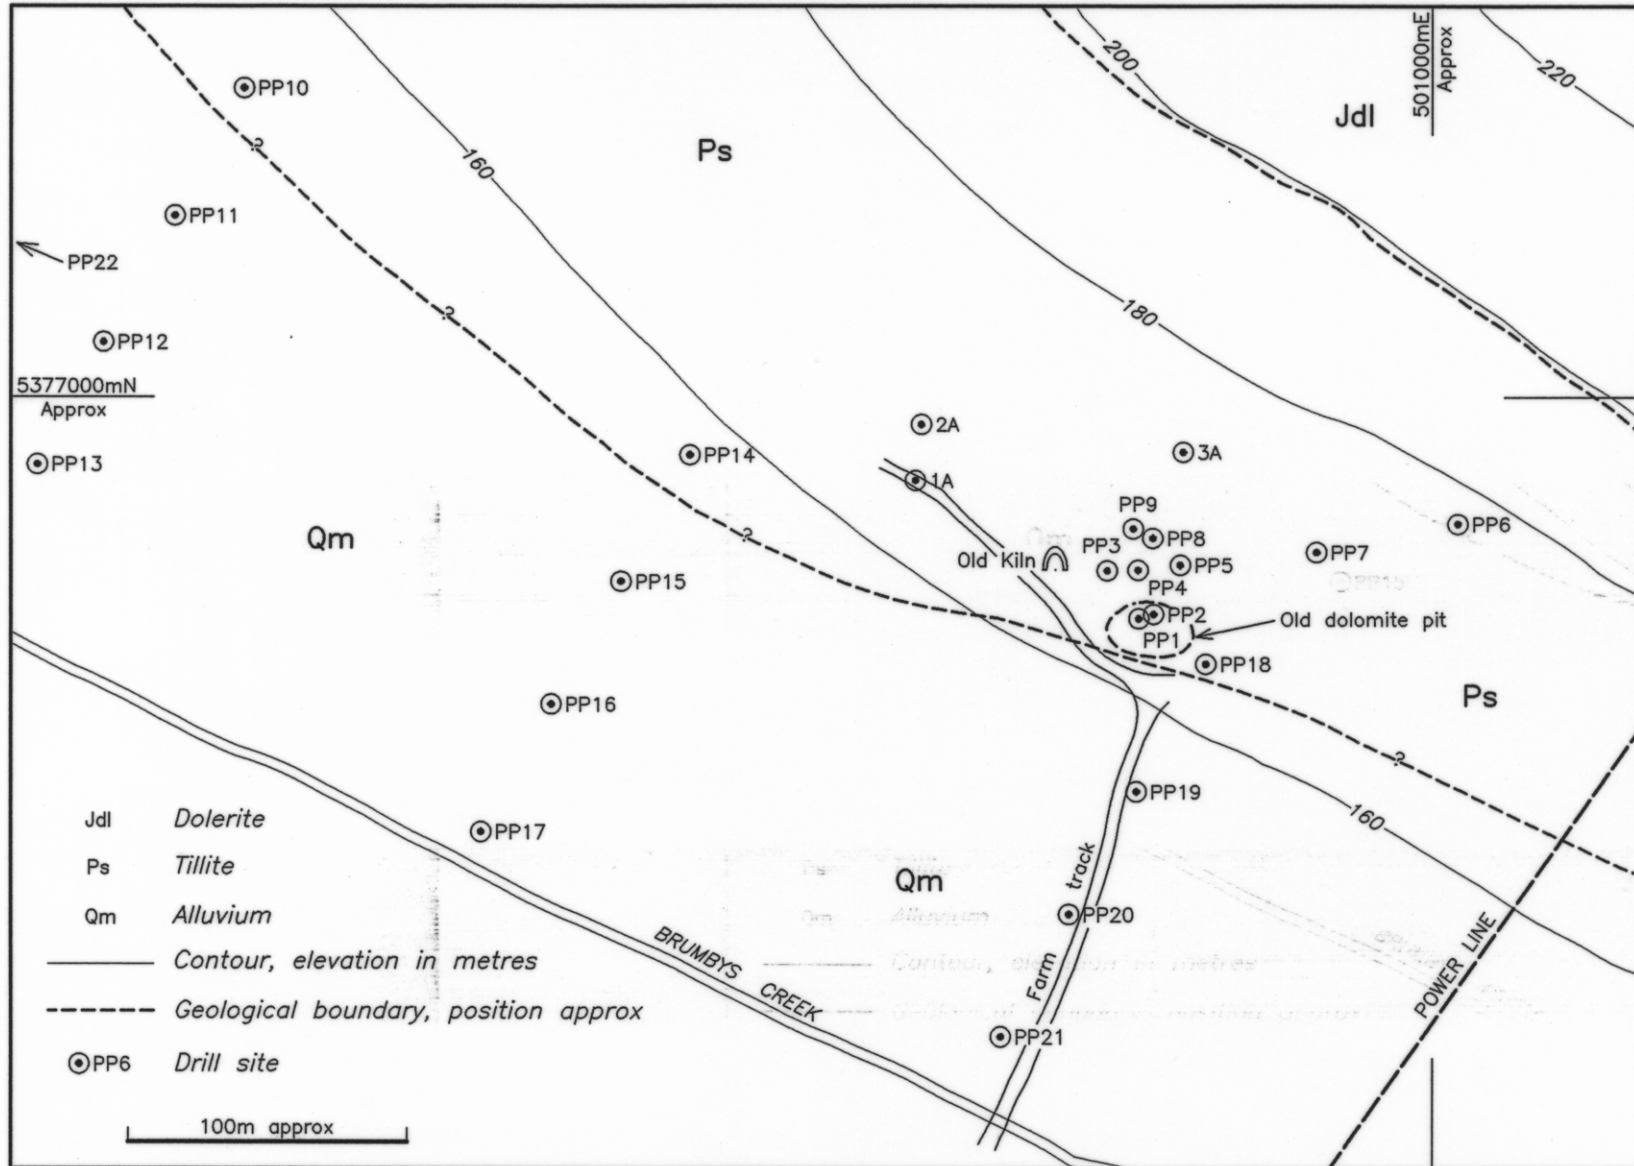 501000mE
Approx
200
220
PP10
Jdl
?
Ps
160
PP11
PP22
?
180
PP12
5377000mN
Approx
2A
PP13
PP14
3A
1A
PP9
PP6
Qm
?
PP8
PP3
PP7
Old Kiln
PP5
PP15
PP15
PP4
PP2
Old dolomite pit
PP1
PP18
Ps
PP16
?
PP19
160
Jdl Dolerite
PP17
Ps Tillite
Farm track
Qm
Qm Alluvium
PP20
POWER LINE
BRUMBYS CREEK
Contour, elevation in metres
Geological boundary, position approx
PP21
PP6 Drill site
100m approx